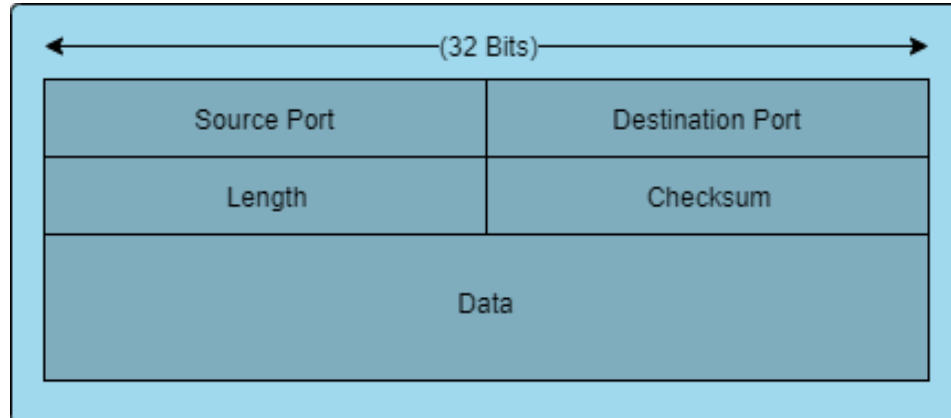 (32 Bits)
Source Port Destination Port
Length Checksum
Data